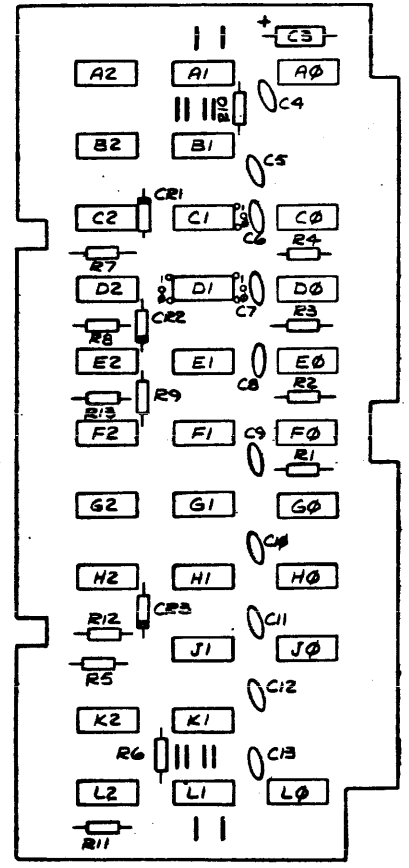 + C3
A2 A1 AØ
R10 C4
B2 B1
C5
CR1
C2 C1 CØ
C6
R7 R4
D2 D1 DØ
C7
R8 CR2 R3
E2 E1 EØ
C8
R13 R9 R2
F2 F1 C9 FØ
R1
G2 G1 GØ
C10
H2 H1 HØ
CR3
R12 C11
R5 J1 JØ
C12
K2 K1
R6 C13
L2 L1 LØ
R11